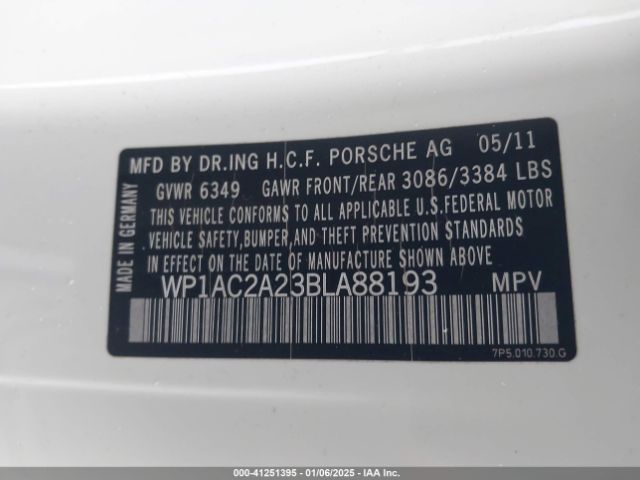 MFD BY DR.ING H.C.F. PORSCHE AG 05/11
GVWR 6349 GAWR FRONT/REAR 3086/3384 LBS
THIS VEHICLE CONFORMS TO ALL APPLICABLE U.S.FEDERAL MOTOR
VEHICLE SAFETY,BUMPER,AND THEFT PREVENTION STANDARDS
IN EFFECT ON THE DATE OF MANUFACTURE SHOWN ABOVE
WP1AC2A23BLA88193 MPV
MADE IN GERMANY
7P5.010.730.G
000-41251395 - 01/06/2025 - IAAI.COM